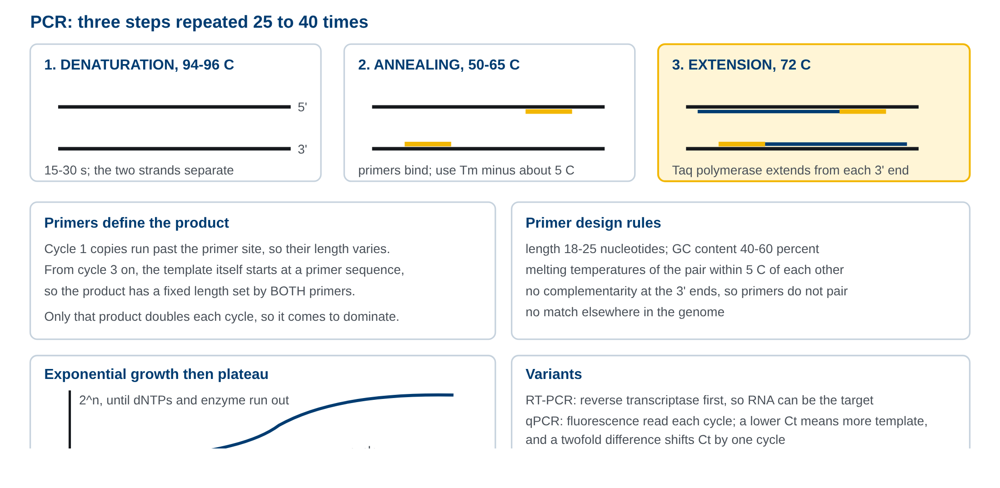 PCR: three steps repeated 25 to 40 times
1. DENATURATION, 94-96 C
5'
3'
15-30 s; the two strands separate
2. ANNEALING, 50-65 C
primers bind; use Tm minus about 5 C
3. EXTENSION, 72 C
Taq polymerase extends from each 3' end
Primers define the product
Cycle 1 copies run past the primer site, so their length varies.
From cycle 3 on, the template itself starts at a primer sequence,
so the product has a fixed length set by BOTH primers.
Only that product doubles each cycle, so it comes to dominate.
Primer design rules
length 18-25 nucleotides; GC content 40-60 percent
melting temperatures of the pair within 5 C of each other
no complementarity at the 3' ends, so primers do not pair
no match elsewhere in the genome
Exponential growth then plateau
2^n, until dNTPs and enzyme run out
Variants
RT-PCR: reverse transcriptase first, so RNA can be the target
qPCR: fluorescence read each cycle; a lower Ct means more template,
and a twofold difference shifts Ct by one cycle